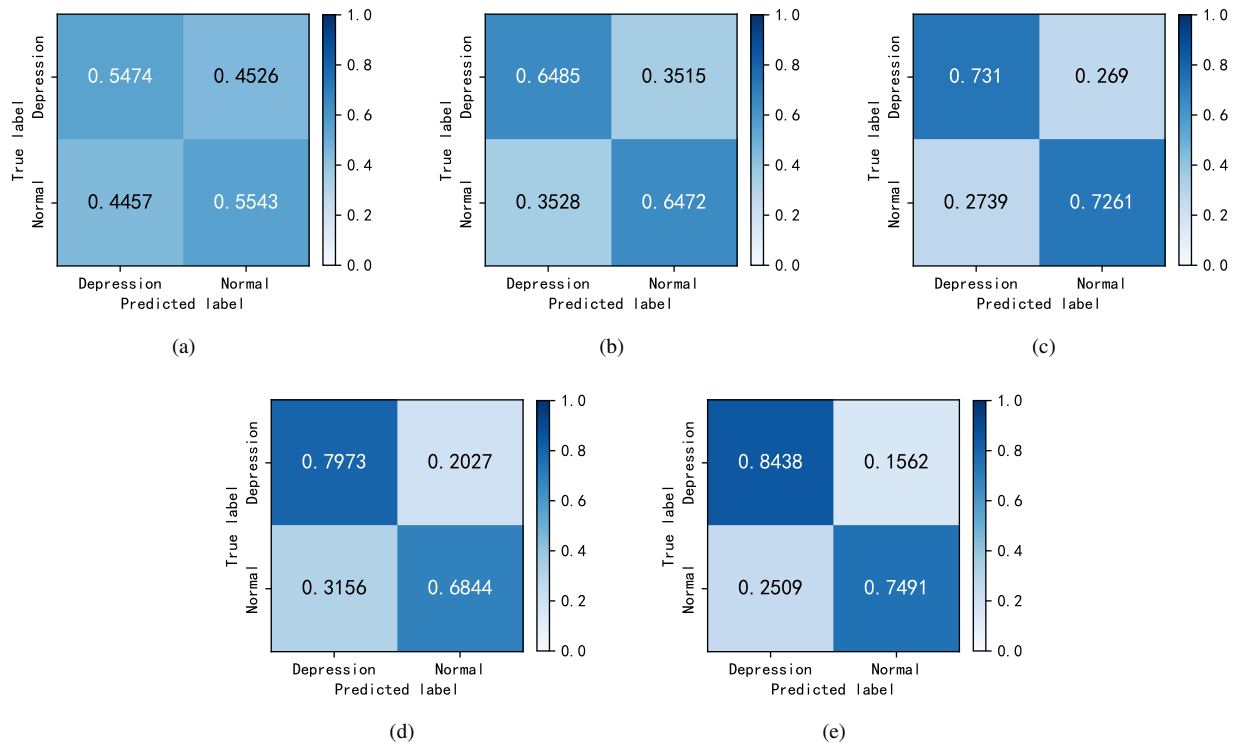 1.0
0.8
0.6
0.4
0.2
0.0
Depression
Normal
True label
0.5474 0.4526
0.4457 0.5543
Depression Normal
Predicted label
(a)
1.0
0.8
0.6
0.4
0.2
0.0
Depression
Normal
True label
0.6485 0.3515
0.3528 0.6472
Depression Normal
Predicted label
(b)
1.0
0.8
0.6
0.4
0.2
0.0
Depression
Normal
True label
0.731 0.269
0.2739 0.7261
Depression Normal
Predicted label
(c)
1.0
0.8
0.6
0.4
0.2
0.0
Depression
Normal
True label
0.7973 0.2027
0.3156 0.6844
Depression Normal
Predicted label
(d)
1.0
0.8
0.6
0.4
0.2
0.0
Depression
Normal
True label
0.8438 0.1562
0.2509 0.7491
Depression Normal
Predicted label
(e)